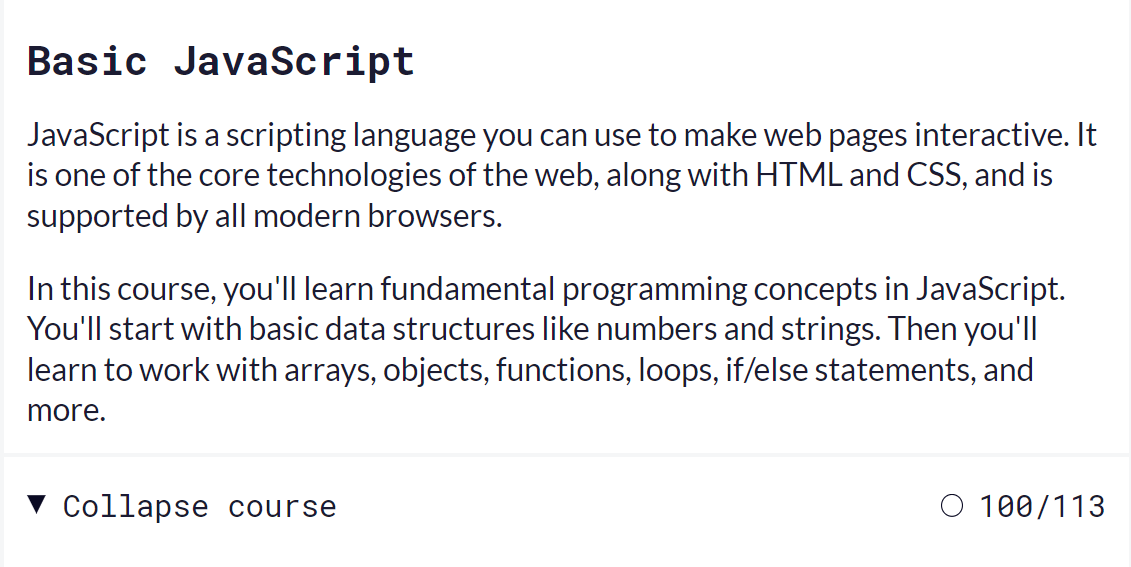 Basic JavaScript
JavaScript is a scripting language you can use to make web pages interactive. It
is one of the core technologies of the web, along with HTML and CSS, and is
supported by all modern browsers.
In this course, you'll learn fundamental programming concepts in JavaScript.
You'll start with basic data structures like numbers and strings. Then you'll
learn to work with arrays, objects, functions, loops, if/else statements, and
more.
Collapse course 100/113